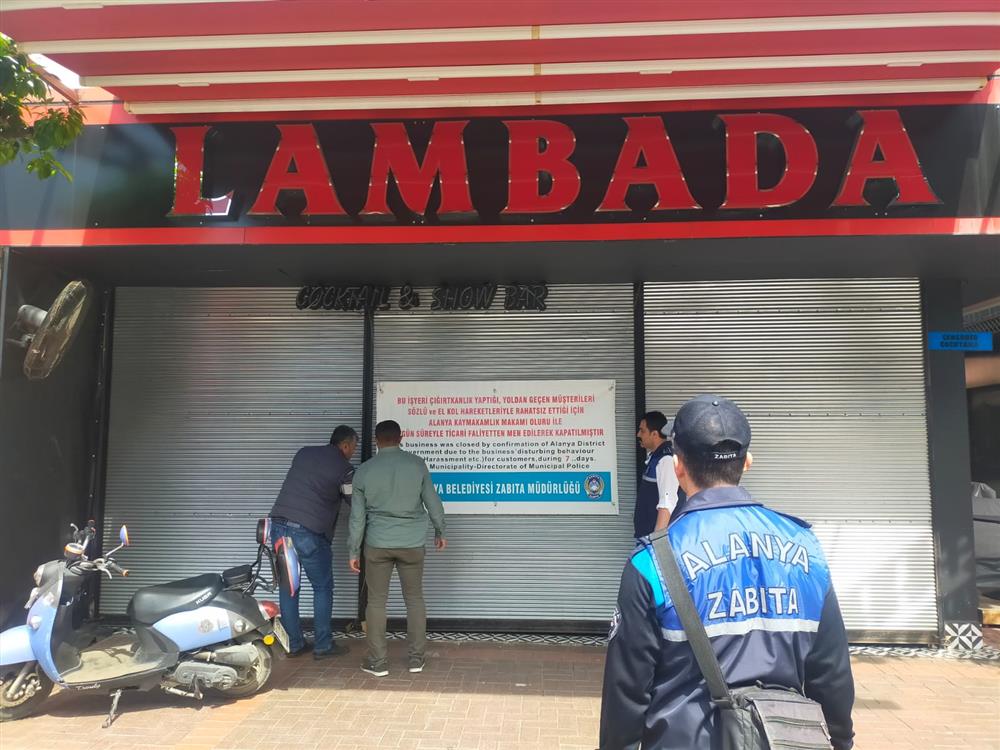 LAMBADA
COCKTAIL & SHOW BAR
BU İŞYERİ ÇIĞIRTKANLIK YAPTIĞI, YOLDAN GEÇEN MÜŞTERİLERİ
SÖZLÜ ve EL KOL HAREKETLERİYLE RAHATSIZ ETTİĞİ İÇİN
ALANYA KAYMAKAMLIK MAKAMI OLURU İLE
GÜN SÜREYLE TİCARİ FALİYETTEN MEN EDİLEREK KAPATILMIŞTIR
business was closed by confirmation of Alanya District
due to the business'disturbing behaviour
Harassment etc.)for customers,during 7..days.
Municipality-Directorate of Municipal Police
BELEDİYESİ ZABITA MÜDÜRLÜĞÜ
ZABITA
ALANYA
ZABITA